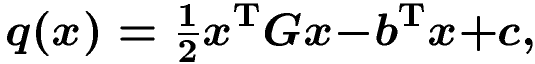 q(x) = ½xᵀGx−bᵀx+c,